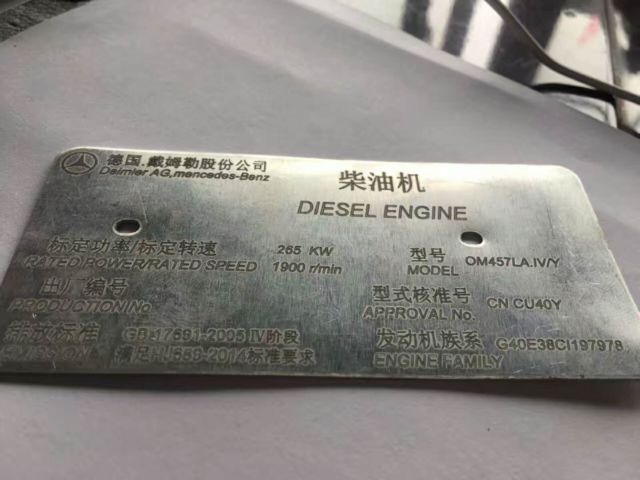 德国.戴姆勒股份公司
Daimler AG,mercedes-Benz
柴油机
DIESEL ENGINE
标定功率/标定转速 265 KW
RATED.POWER/RATED SPEED 1900 r/min
型号
MODEL OM457LA.IV/Y
出厂编号
PRODUCTION No
型式核准号
APPROVAL No. CN CU40Y
排放标准 GB 17691-2005 Ⅳ阶段
EMISSION 满足HJ689-2014标准要求
发动机族系
ENGINE FAMILY G40E38CI197978